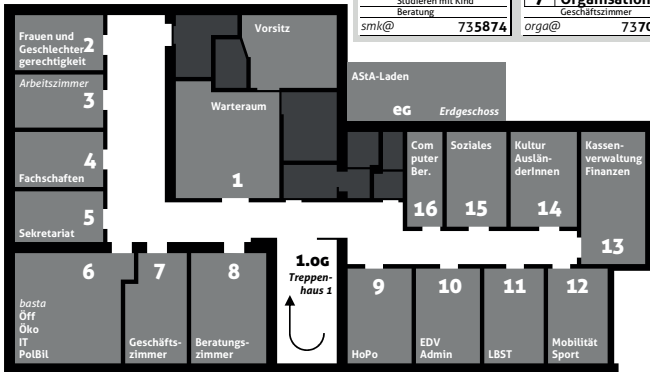 Studieren mit Kind
Beratung
smk@ 735874
7 Organisation
Geschäftszimmer
orga@ 7370
Frauen und
Geschlechter
gerechtigkeit
2
Arbeitszimmer
3
4
Fachschaften
5
Sekretariat
6
basta
Öff
Öko
IT
PolBil
7
Geschäfts-
zimmer
8
Beratungs-
zimmer
Vorsitz
Warteraum
1
AStA-Laden
eG Erdgeschoss
1.OG
Treppen-
haus 1
Com
puter
Ber.
16
Soziales
15
Kultur
Auslän-
derInnen
14
Kassen-
verwaltung
Finanzen
13
9
HoPo
10
EDV
Admin
11
LBST
12
Mobilität
Sport